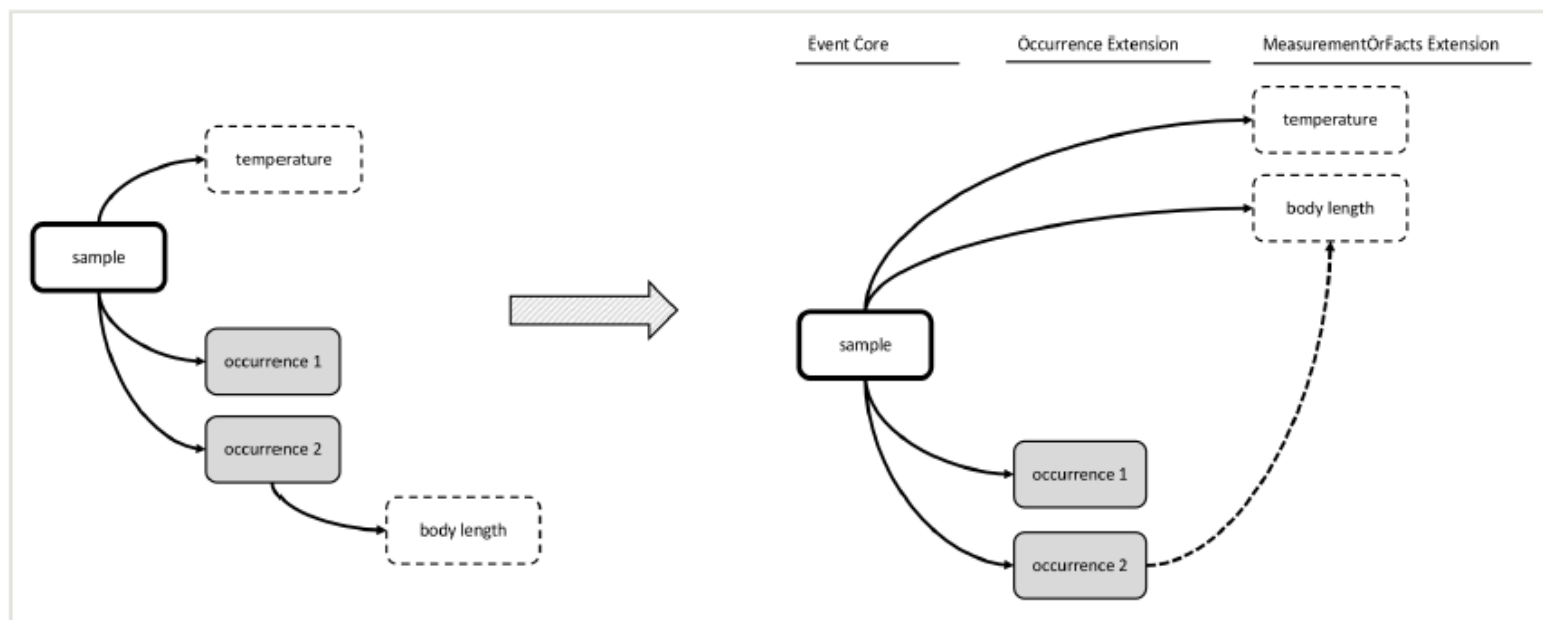 temperature
sample
occurrence 1
occurrence 2
body length
Event Core
Occurrence Extension
MeasurementOrFacts Extension
temperature
body length
sample
occurrence 1
occurrence 2